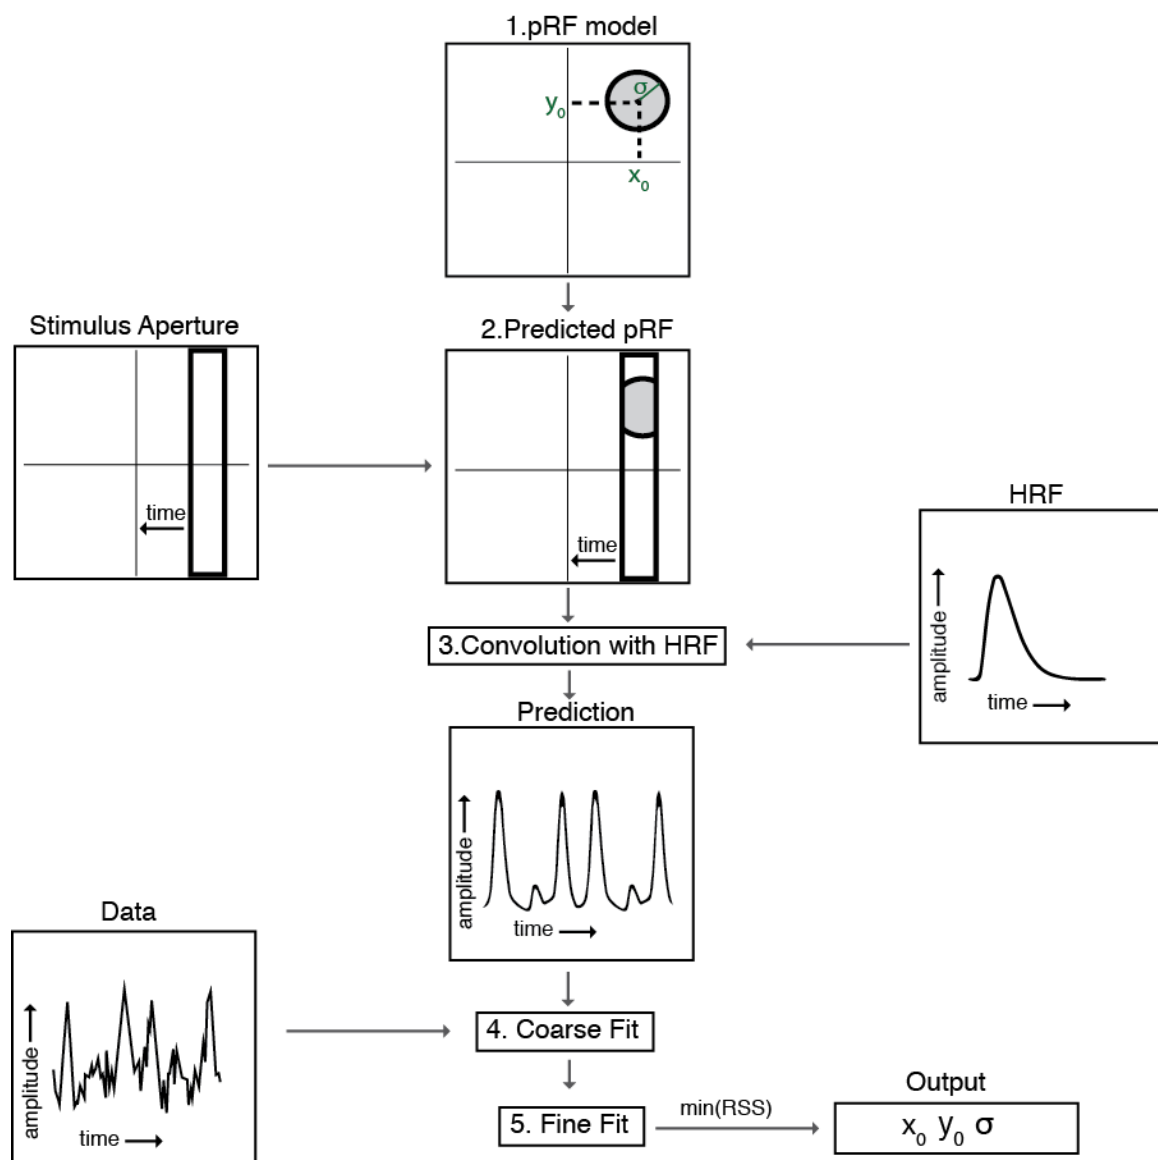 1.pRF model
σ
y₀
x₀
Stimulus Aperture
time
2.Predicted pRF
time
HRF
amplitude
time
3.Convolution with HRF
Prediction
amplitude
time
Data
amplitude
time
4. Coarse Fit
5. Fine Fit
min(RSS)
Output
x₀ y₀ σ